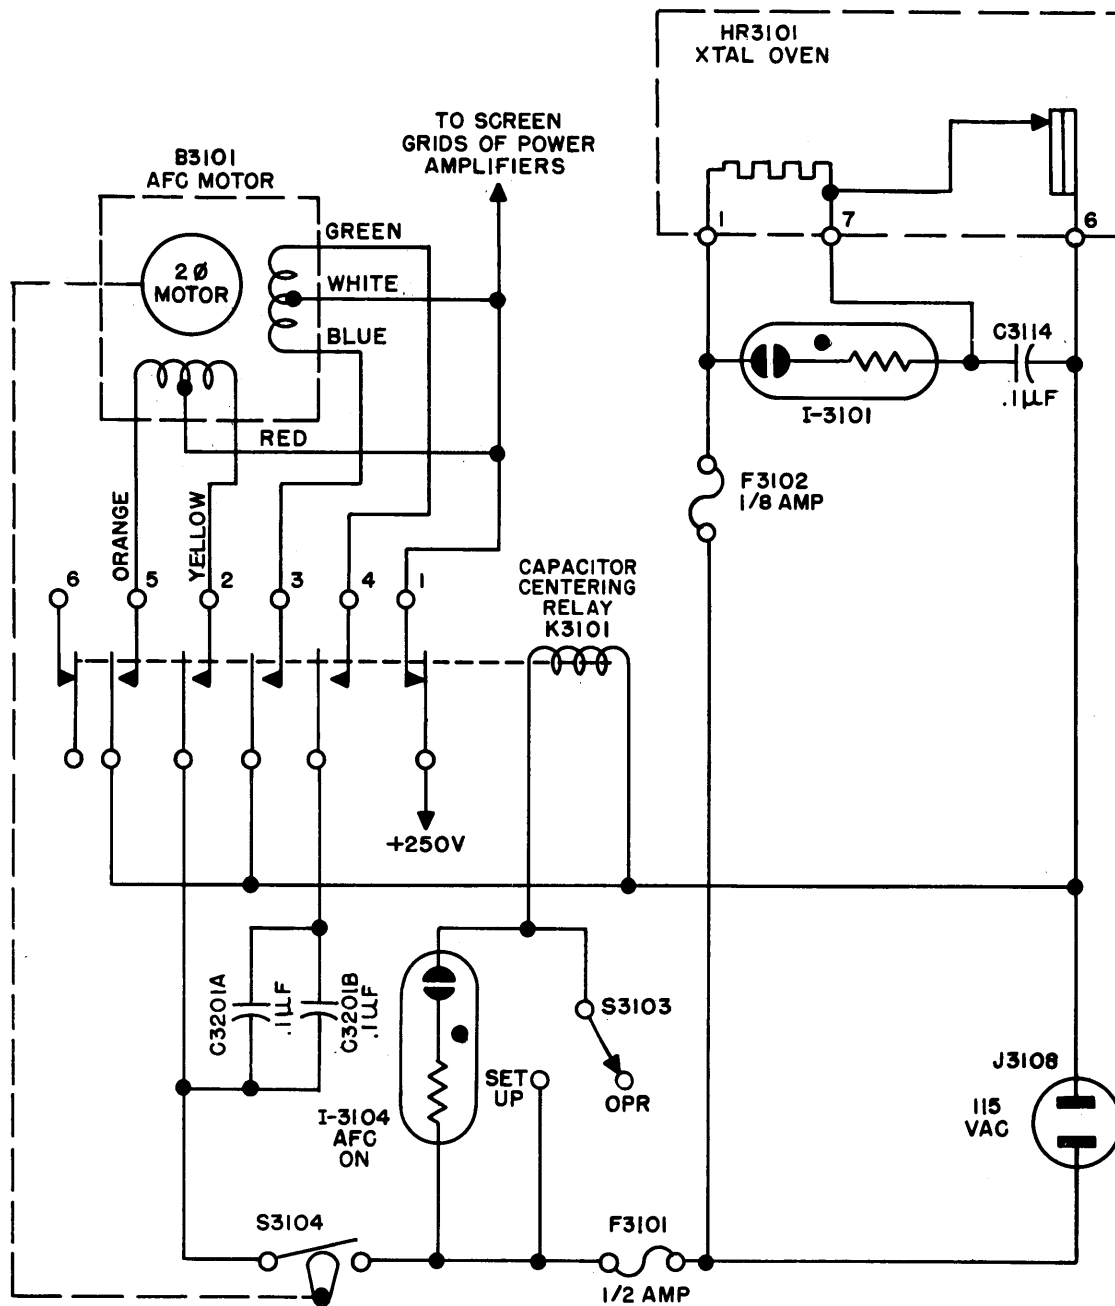 HR3101
XTAL OVEN
TO SCREEN
GRIDS OF POWER
AMPLIFIERS
B3101
AFC MOTOR
1
7
6
GREEN
2Ø
MOTOR
WHITE
BLUE
C3114
.1µF
I-3101
RED
F3102
1/8 AMP
ORANGE
YELLOW
6
5
2
3
4
1
CAPACITOR
CENTERING
RELAY
K3101
+250V
C3201A
.1µF
C3201B
.1µF
S3103
SET
UP
OPR
J3108
115
VAC
I-3104
AFC
ON
S3104
F3101
1/2 AMP